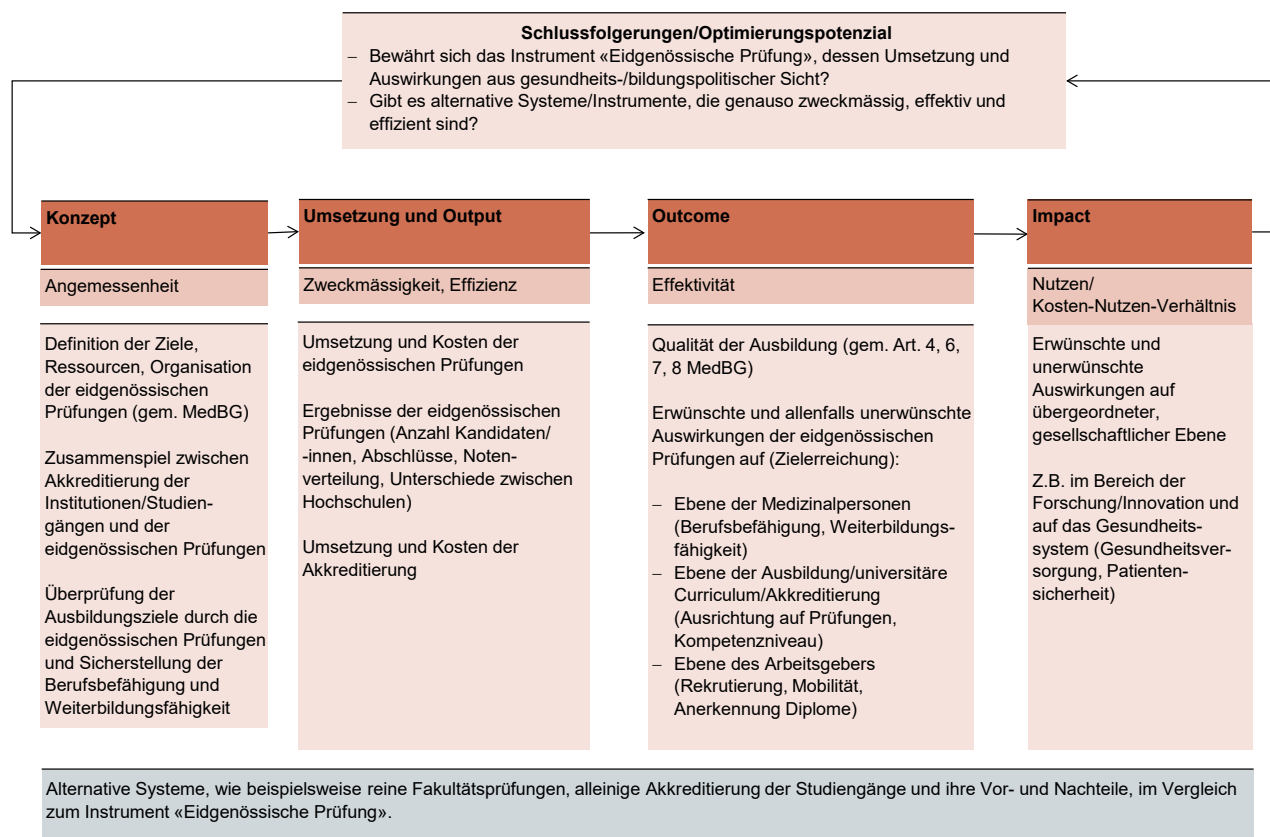 Schlussfolgerungen/Optimierungspotenzial
– Bewährt sich das Instrument «Eidgenössische Prüfung», dessen Umsetzung und
Auswirkungen aus gesundheits-/bildungspolitischer Sicht?
– Gibt es alternative Systeme/Instrumente, die genauso zweckmässig, effektiv und
effizient sind?
Konzept
Angemessenheit
Definition der Ziele,
Ressourcen, Organisation
der eidgenössischen
Prüfungen (gem. MedBG)
Zusammenspiel zwischen
Akkreditierung der
Institutionen/Studien-
gängen und der
eidgenössischen Prüfungen
Überprüfung der
Ausbildungsziele durch die
eidgenössischen Prüfungen
und Sicherstellung der
Berufsbefähigung und
Weiterbildungsfähigkeit
Umsetzung und Output
Zweckmässigkeit, Effizienz
Umsetzung und Kosten der
eidgenössischen Prüfungen
Ergebnisse der eidgenössischen
Prüfungen (Anzahl Kandidaten/
-innen, Abschlüsse, Noten-
verteilung, Unterschiede zwischen
Hochschulen)
Umsetzung und Kosten der
Akkreditierung
Outcome
Effektivität
Qualität der Ausbildung (gem. Art. 4, 6,
7, 8 MedBG)
Erwünschte und allenfalls unerwünschte
Auswirkungen der eidgenössischen
Prüfungen auf (Zielerreichung):
– Ebene der Medizinalpersonen
(Berufsbefähigung, Weiterbildungs-
fähigkeit)
– Ebene der Ausbildung/universitäre
Curriculum/Akkreditierung
(Ausrichtung auf Prüfungen,
Kompetenzniveau)
– Ebene des Arbeitsgebers
(Rekrutierung, Mobilität,
Anerkennung Diplome)
Impact
Nutzen/
Kosten-Nutzen-Verhältnis
Erwünschte und
unerwünschte
Auswirkungen auf
übergeordneter,
gesellschaftlicher Ebene
Z.B. im Bereich der
Forschung/Innovation und
auf das Gesundheits-
system (Gesundheitsver-
sorgung, Patienten-
sicherheit)
Alternative Systeme, wie beispielsweise reine Fakultätsprüfungen, alleinige Akkreditierung der Studiengänge und ihre Vor- und Nachteile, im Vergleich
zum Instrument «Eidgenössische Prüfung».